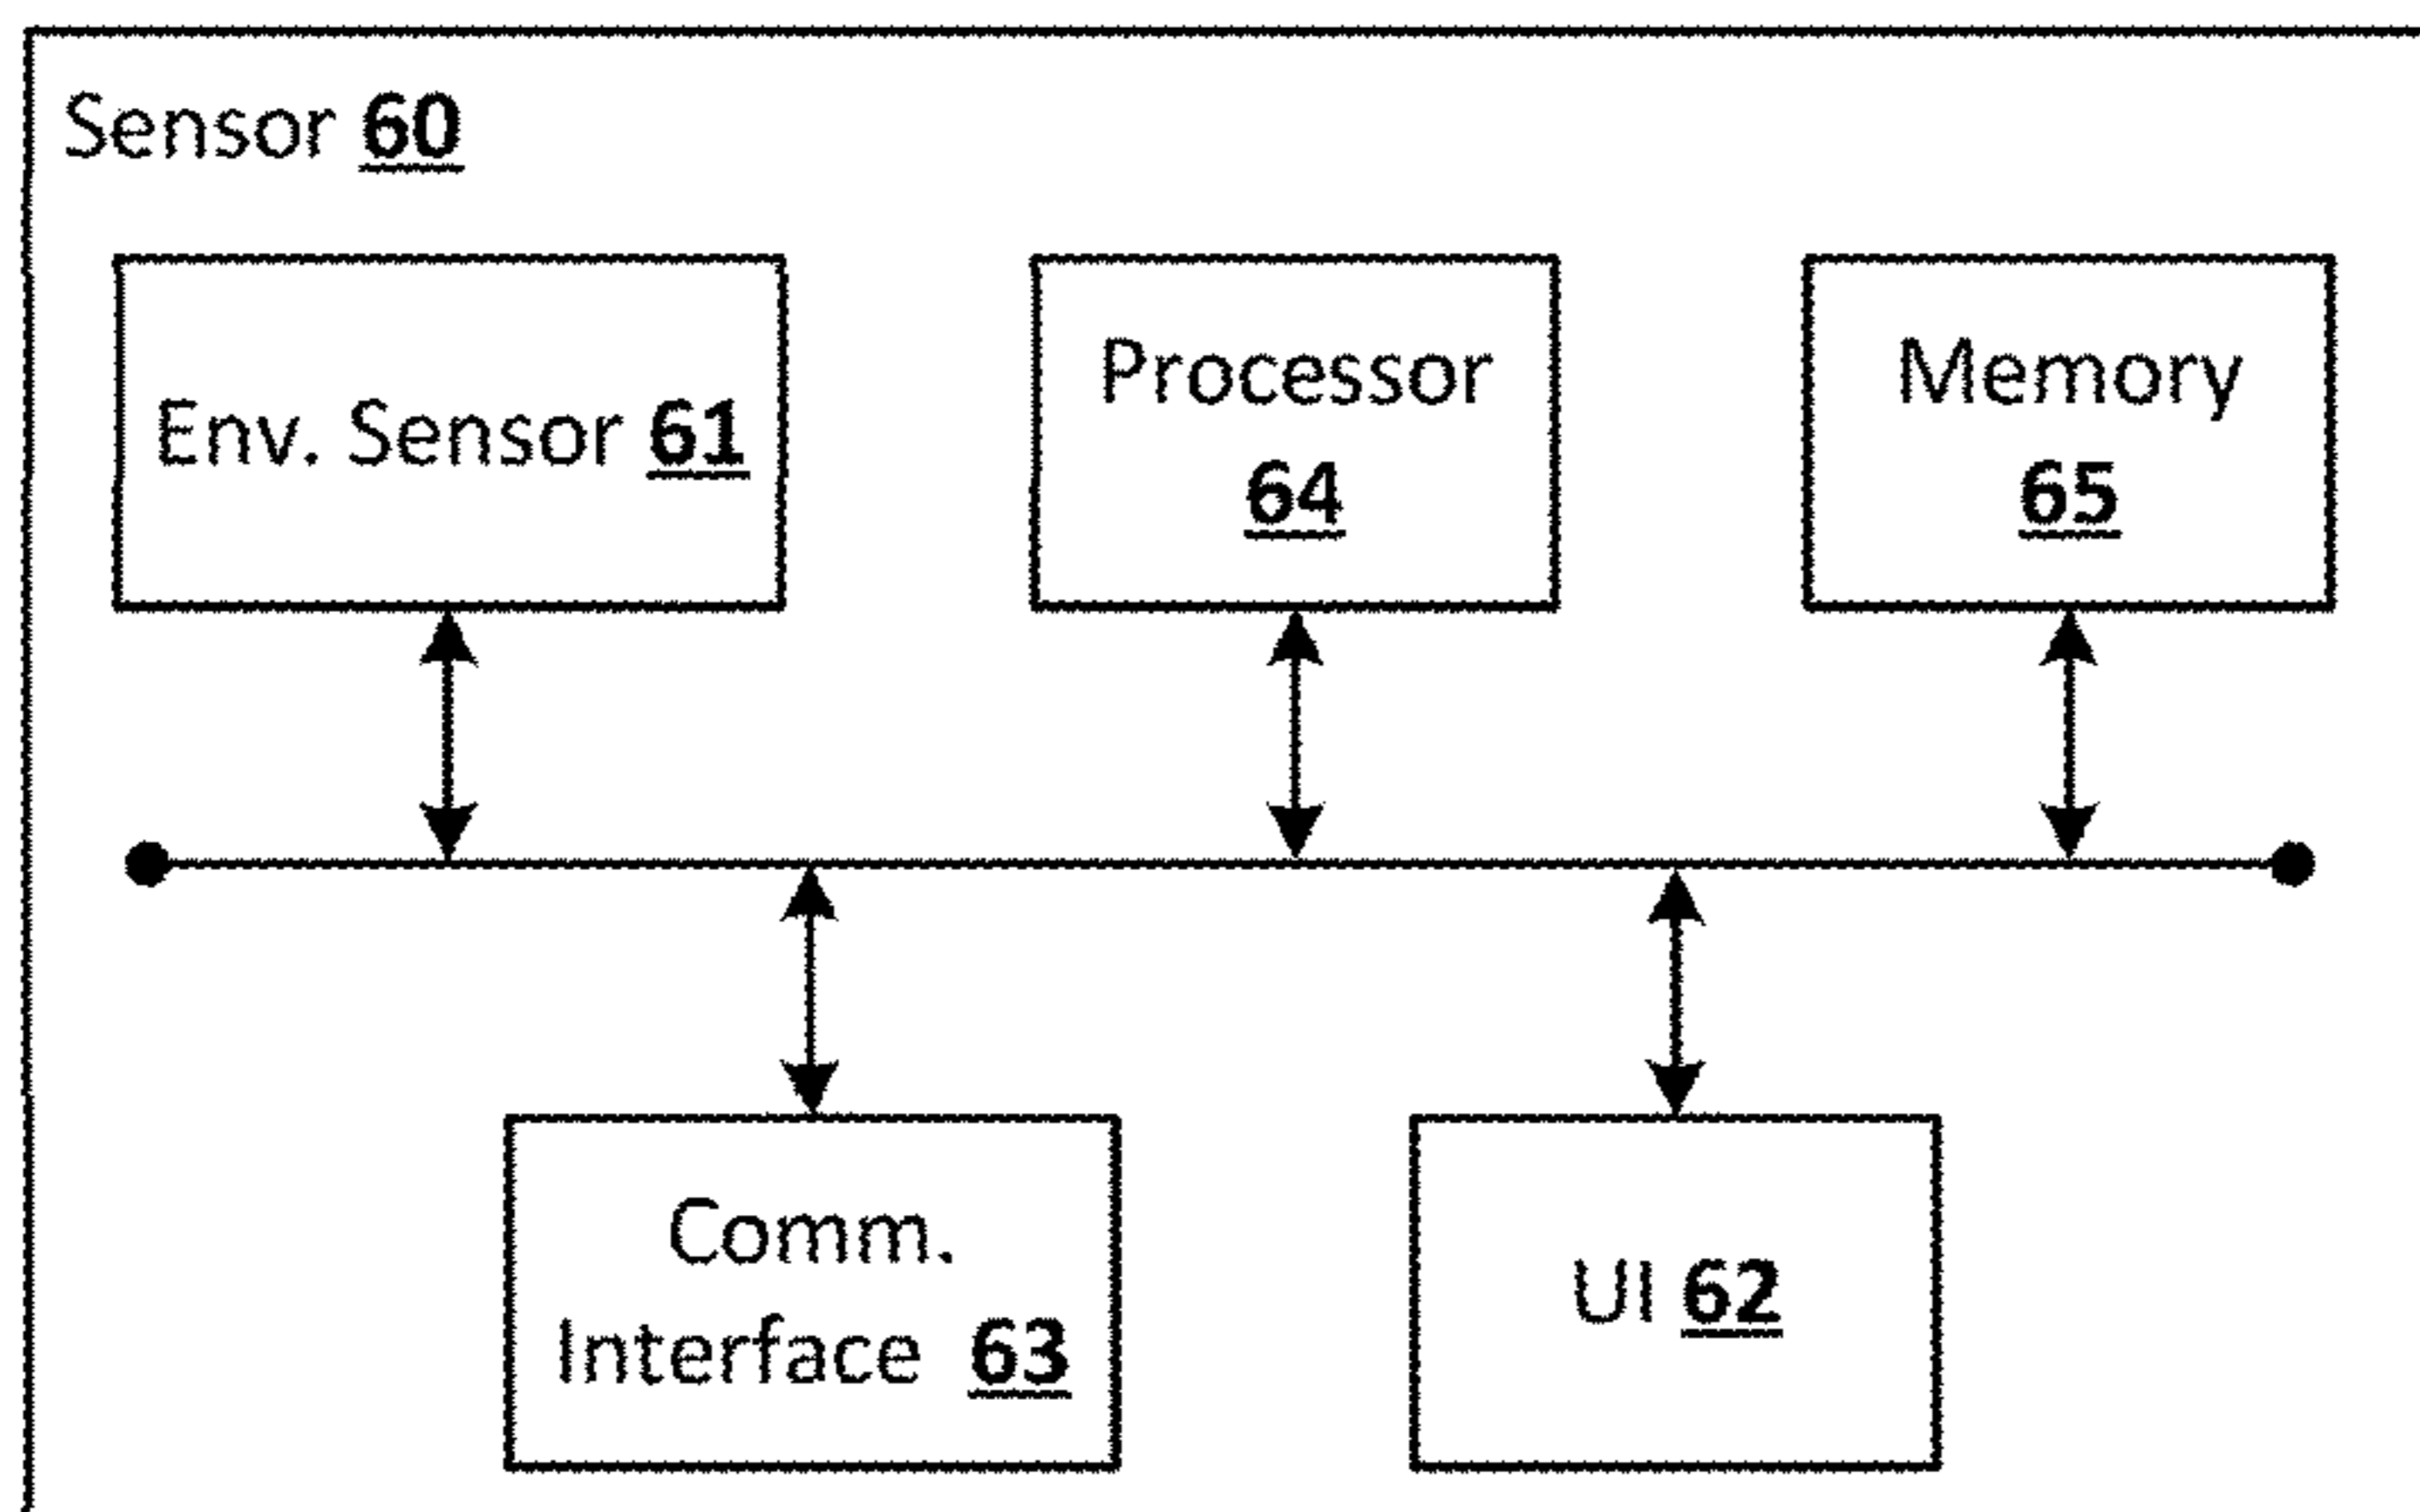 Sensor 60
Env. Sensor 61
Processor
64
Memory
65
Comm.
Interface 63
UI 62